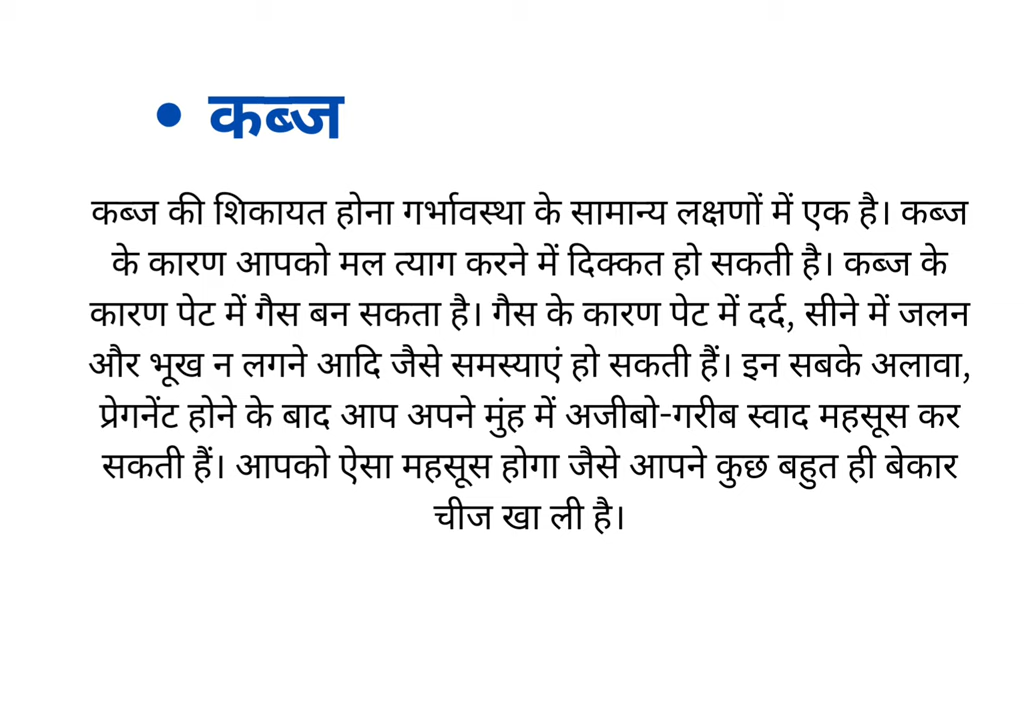 • कब्ज
कब्ज की शिकायत होना गर्भावस्था के सामान्य लक्षणों में एक है। कब्ज
के कारण आपको मल त्याग करने में दिक्कत हो सकती है। कब्ज के
कारण पेट में गैस बन सकता है। गैस के कारण पेट में दर्द, सीने में जलन
और भूख न लगने आदि जैसे समस्याएं हो सकती हैं। इन सबके अलावा,
प्रेगनेंट होने के बाद आप अपने मुंह में अजीबो-गरीब स्वाद महसूस कर
सकती हैं। आपको ऐसा महसूस होगा जैसे आपने कुछ बहुत ही बेकार
चीज खा ली है।